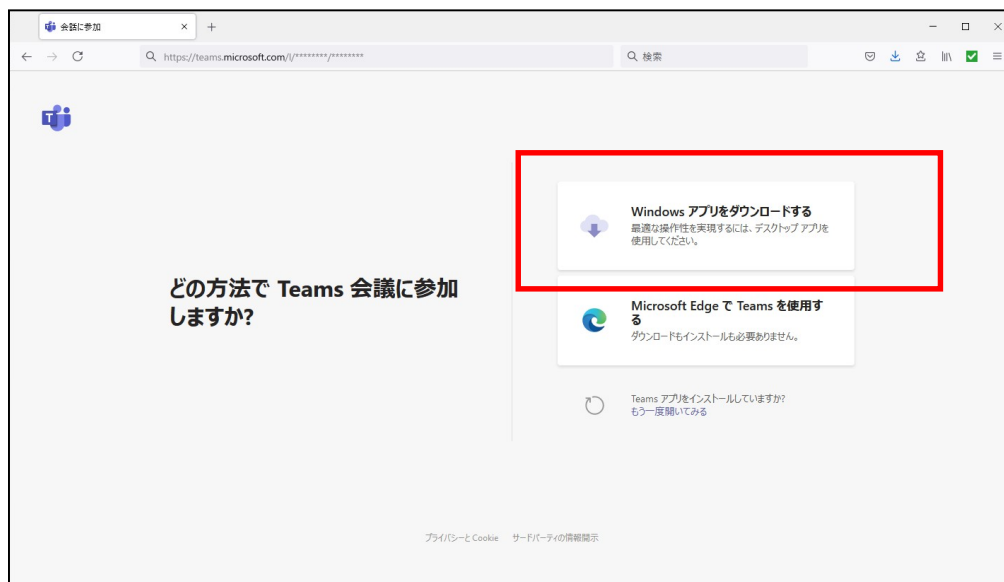 会話に参加
https://teams.microsoft.com/l/********/********
検索
Windows アプリをダウンロードする
最適な操作性を実現するには、デスクトップ アプリを
使用してください。
どの方法で Teams 会議に参加
しますか?
Microsoft Edge で Teams を使用す
る
ダウンロードもインストールも必要ありません。
Teams アプリをインストールしていますか?
もう一度開いてみる
プライバシーと Cookie サードパーティの情報開示